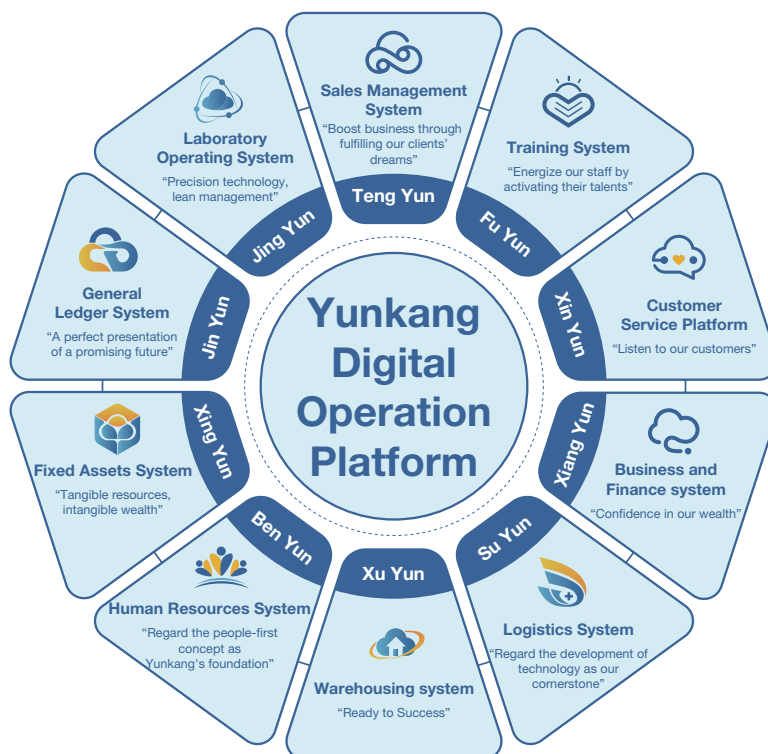 Yunkang
Digital
Operation
Platform
Sales Management
System
“Boost business through
fulfilling our clients’
dreams”
Teng Yun
Training System
“Energize our staff by
activating their talents”
Fu Yun
Customer
Service Platform
“Listen to our customers”
Xin Yun
Business and
Finance system
“Confidence in our wealth”
Xiang Yun
Logistics System
“Regard the development of
technology as our
cornerstone”
Su Yun
Warehousing system
“Ready to Success”
Xu Yun
Human Resources System
“Regard the people-first
concept as
Yunkang's foundation”
Ben Yun
Fixed Assets System
“Tangible resources,
intangible wealth”
Xing Yun
General
Ledger System
“A perfect presentation
of a promising future”
Jin Yun
Laboratory
Operating System
“Precision technology,
lean management”
Jing Yun